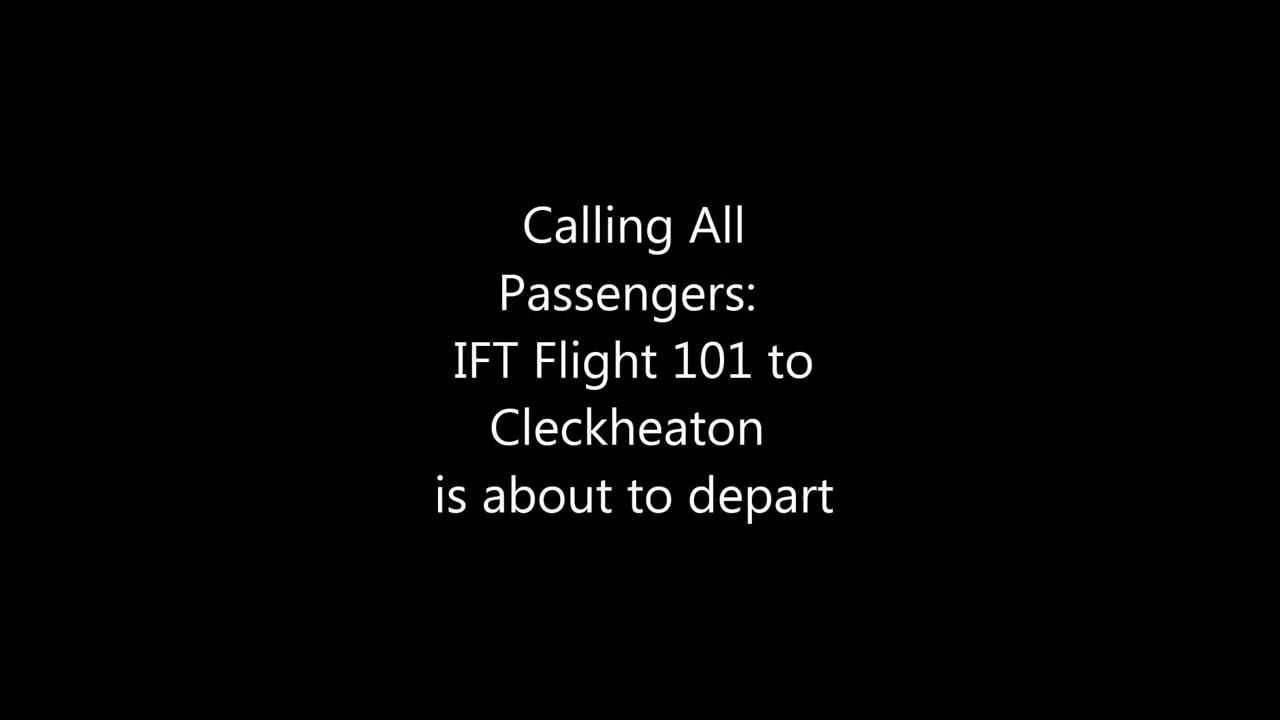 Calling All
Passengers:
IFT Flight 101 to
Cleckheaton
is about to depart